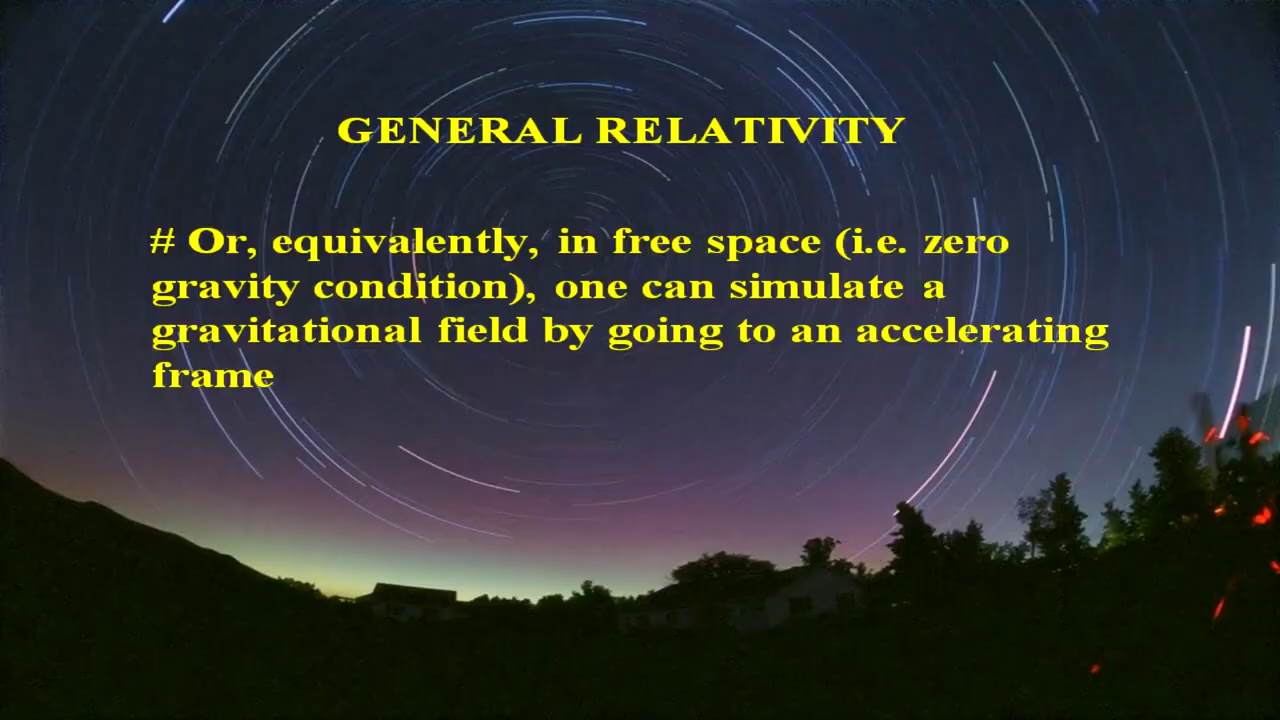 GENERAL RELATIVITY
# Or, equivalently, in free space (i.e. zero
gravity condition), one can simulate a
gravitational field by going to an accelerating
frame